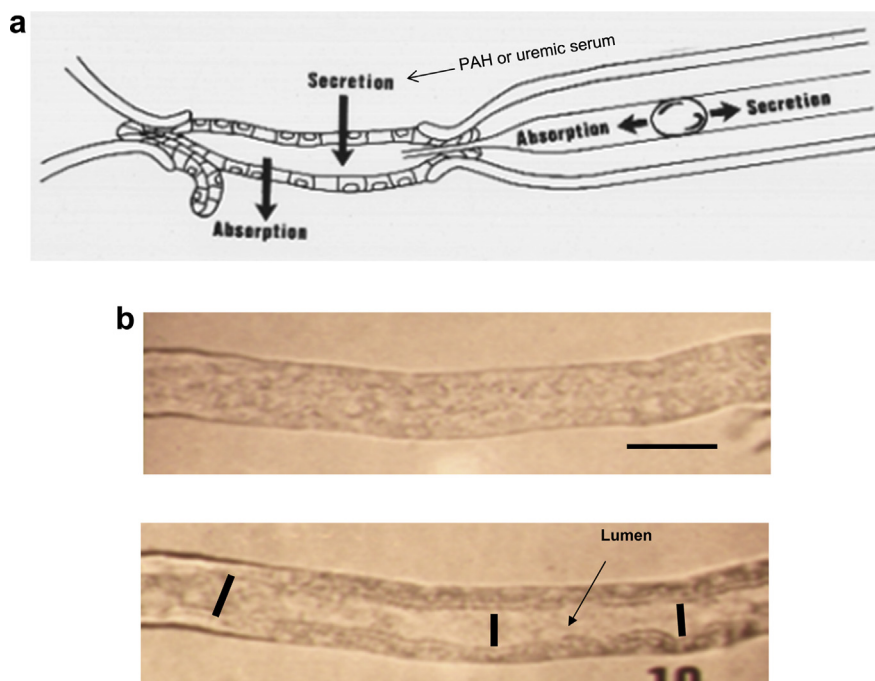 a
PAH or uremic serum
Secretion
Absorption
Secretion
Absorption
b
Lumen
10